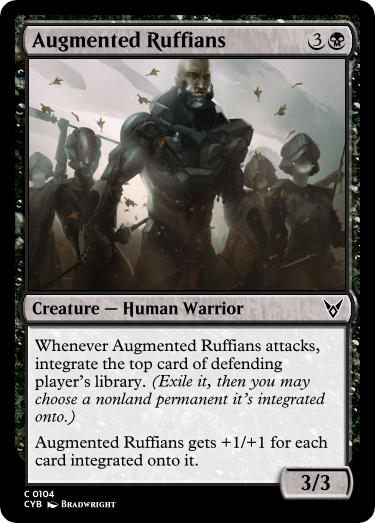 Augmented Ruffians 3
Creature — Human Warrior
Whenever Augmented Ruffians attacks,
integrate the top card of defending
player's library. (Exile it, then you may
choose a nonland permanent it's integrated
onto.)
Augmented Ruffians gets +1/+1 for each
card integrated onto it.
3/3
C 0104
CYB Bradwright